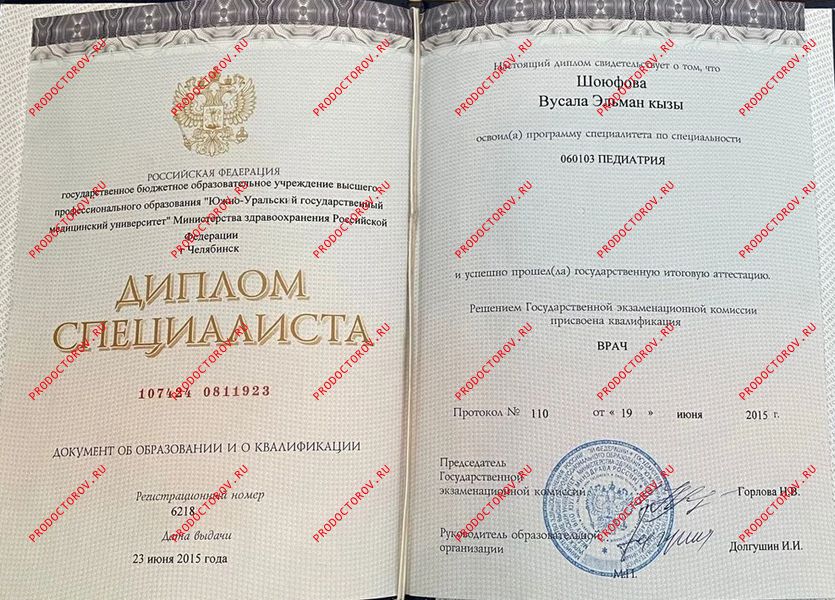 РОССИЙСКАЯ ФЕДЕРАЦИЯ
государственное бюджетное образовательное учреждение высшего
профессионального образования "Южно-Уральский государственный
медицинский университет" Министерства здравоохранения Российской
Федерации
г. Челябинск
ДИПЛОМ
СПЕЦИАЛИСТА
107424 0811923
ДОКУМЕНТ ОБ ОБРАЗОВАНИИ И О КВАЛИФИКАЦИИ
Регистрационный номер
6218
Дата выдачи
23 июня 2015 года
Настоящий диплом свидетельствует о том, что
Шоюфова
Вусала Эльман кызы
освоил(а) программу специалитета по специальности
060103 ПЕДИАТРИЯ
и успешно прошел(ла) государственную итоговую аттестацию.
Решением Государственной экзаменационной комиссии
присвоена квалификация
ВРАЧ
Протокол № 110 от « 19 » июня 2015 г.
Председатель
Государственной
экзаменационной комиссии Горлова Н.В.
Руководитель образовательной
организации Долгушин И.И.
М.П.
PRODOCTOROV.RU